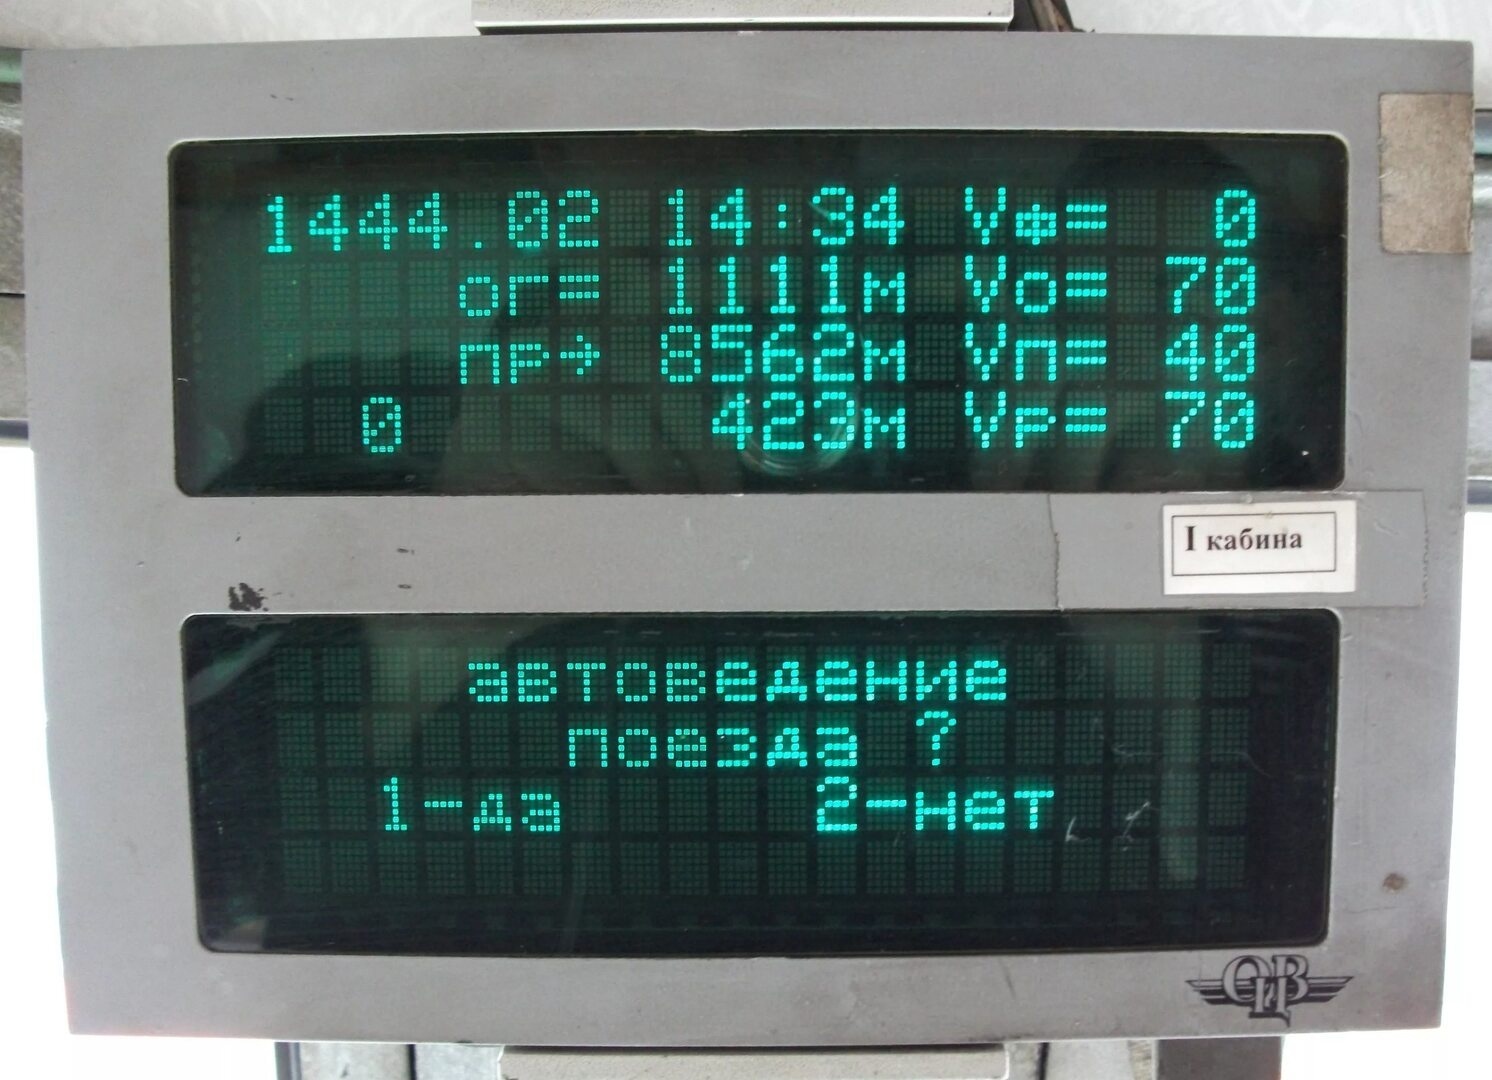 1444.02 14:34 Vф= 0
ог= 1111м Vо= 70
пр→ 8562м Vп= 40
0 423м Vр= 70
I кабина
автоведение
поезда ?
1-да 2-нет
ОЦВ